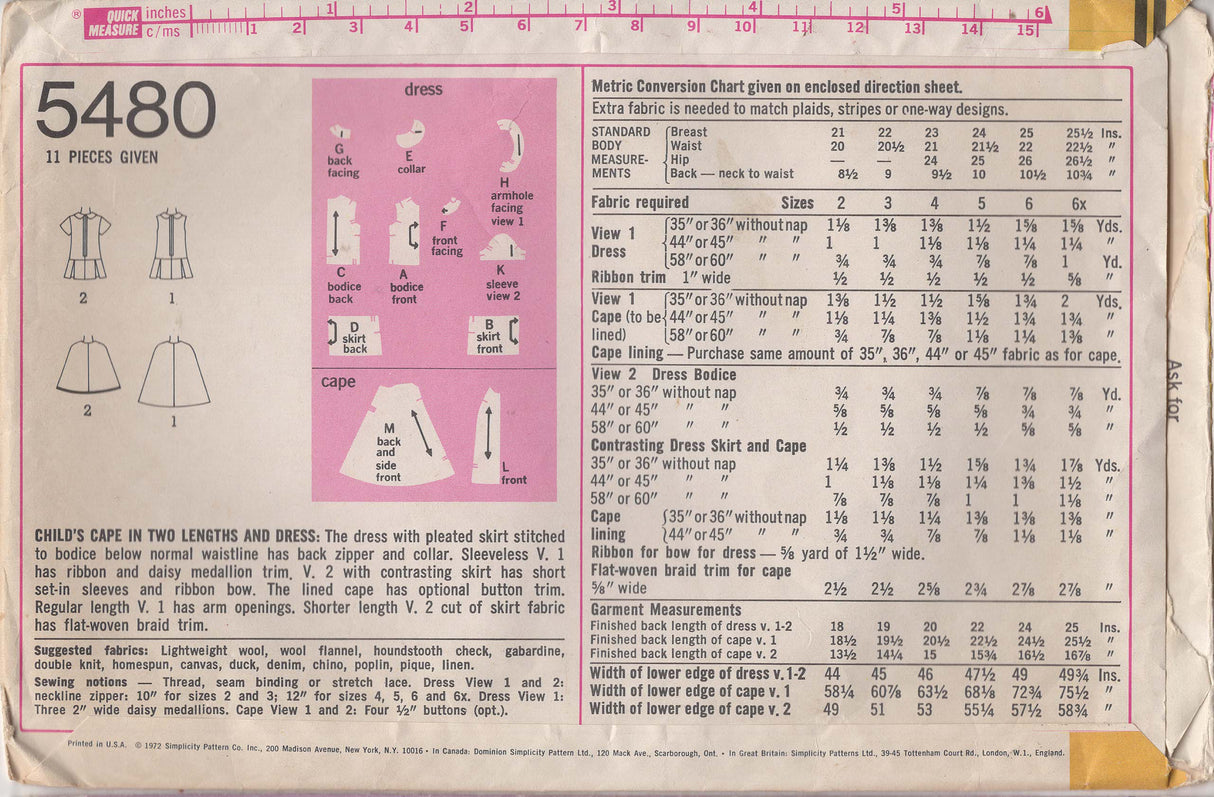 ® QUICK MEASURE inches 1 2 3 4 5 6
c/ms 1 2 3 4 5 6 7 8 9 10 11 12 13 14 15
5480
11 PIECES GIVEN
2 1
2 1
dress
G back facing
E collar
H armhole facing view 1
C bodice back
A bodice front
F front facing
K sleeve view 2
D skirt back
B skirt front
cape
M back and side front
L front
CHILD'S CAPE IN TWO LENGTHS AND DRESS: The dress with pleated skirt stitched
to bodice below normal waistline has back zipper and collar. Sleeveless V. 1
has ribbon and daisy medallion trim. V. 2 with contrasting skirt has short
set-in sleeves and ribbon bow. The lined cape has optional button trim.
Regular length V. 1 has arm openings. Shorter length V. 2 cut of skirt fabric
has flat-woven braid trim.
Suggested fabrics: Lightweight wool, wool flannel, houndstooth check, gabardine,
double knit, homespun, canvas, duck, denim, chino, poplin, pique, linen.
Sewing notions — Thread, seam binding or stretch lace. Dress View 1 and 2:
neckline zipper: 10" for sizes 2 and 3; 12" for sizes 4, 5, 6 and 6x. Dress View 1:
Three 2" wide daisy medallions. Cape View 1 and 2: Four ½" buttons (opt.).
Metric Conversion Chart given on enclosed direction sheet.
Extra fabric is needed to match plaids, stripes or one-way designs.
STANDARD Breast 21 22 23 24 25 25½ Ins.
BODY Waist 20 20½ 21 21½ 22 22½ "
MEASURE- Hip — — 24 25 26 26½ "
MENTS Back — neck to waist 8½ 9 9½ 10 10½ 10¾ "
Fabric required Sizes 2 3 4 5 6 6x
View 1 35" or 36" without nap 1⅛ 1⅜ 1⅜ 1½ 1⅝ 1⅝ Yds.
Dress 44" or 45" " " 1 1 1⅛ 1⅛ 1¼ 1¼ "
58" or 60" " " ¾ ¾ ¾ ⅞ ⅞ 1 Yd.
Ribbon trim 1" wide ½ ½ ½ ½ ½ ⅝ "
View 1 35" or 36" without nap 1⅜ 1½ 1½ 1⅝ 1¾ 2 Yds.
Cape (to be 44" or 45" " " 1⅛ 1¼ 1⅜ 1½ 1¾ 1¾ "
lined) 58" or 60" " " ¾ ⅞ ⅞ 1⅛ 1¼ 1⅜ "
Cape lining — Purchase same amount of 35", 36", 44" or 45" fabric as for cape.
View 2 Dress Bodice
35" or 36" without nap ¾ ¾ ¾ ⅞ ⅞ ⅞ Yd.
44" or 45" " " ⅝ ⅝ ⅝ ⅝ ¾ ¾ "
58" or 60" " " ½ ½ ½ ½ ⅝ ⅝ "
Contrasting Dress Skirt and Cape
35" or 36" without nap 1¼ 1⅜ 1½ 1⅝ 1¾ 1⅞ Yds.
44" or 45" " " 1 1⅛ 1⅛ 1¼ 1⅜ 1½ "
58" or 60" " " ⅞ ⅞ ⅞ 1 1 1⅛ "
Cape 35" or 36" without nap 1⅛ 1⅛ 1¼ 1⅜ 1⅜ 1⅜ "
lining 44" or 45" " " ¾ ¾ ⅞ ⅞ 1⅛ 1⅛ "
Ribbon for bow for dress — ⅝ yard of 1½" wide.
Flat-woven braid trim for cape
⅝" wide 2½ 2½ 2⅝ 2¾ 2⅞ 2⅞ "
Garment Measurements
Finished back length of dress v. 1-2 18 19 20 22 24 25 Ins.
Finished back length of cape v. 1 18½ 19½ 20½ 22½ 24½ 25½ "
Finished back length of cape v. 2 13½ 14¼ 15 15¾ 16½ 16⅞ "
Width of lower edge of dress v. 1-2 44 45 46 47½ 49 49¾ Ins.
Width of lower edge of cape v. 1 58¼ 60⅞ 63½ 68⅛ 72¾ 75½ "
Width of lower edge of cape v. 2 49 51 53 55¼ 57½ 58¾ "
Ask for
Printed in U.S.A. © 1972 Simplicity Pattern Co. Inc., 200 Madison Avenue, New York, N.Y. 10016 • In Canada: Dominion Simplicity Pattern Ltd., 120 Mack Ave., Scarborough, Ont. • In Great Britain: Simplicity Patterns Ltd., 39-45 Tottenham Court Rd., London, W.1., England.